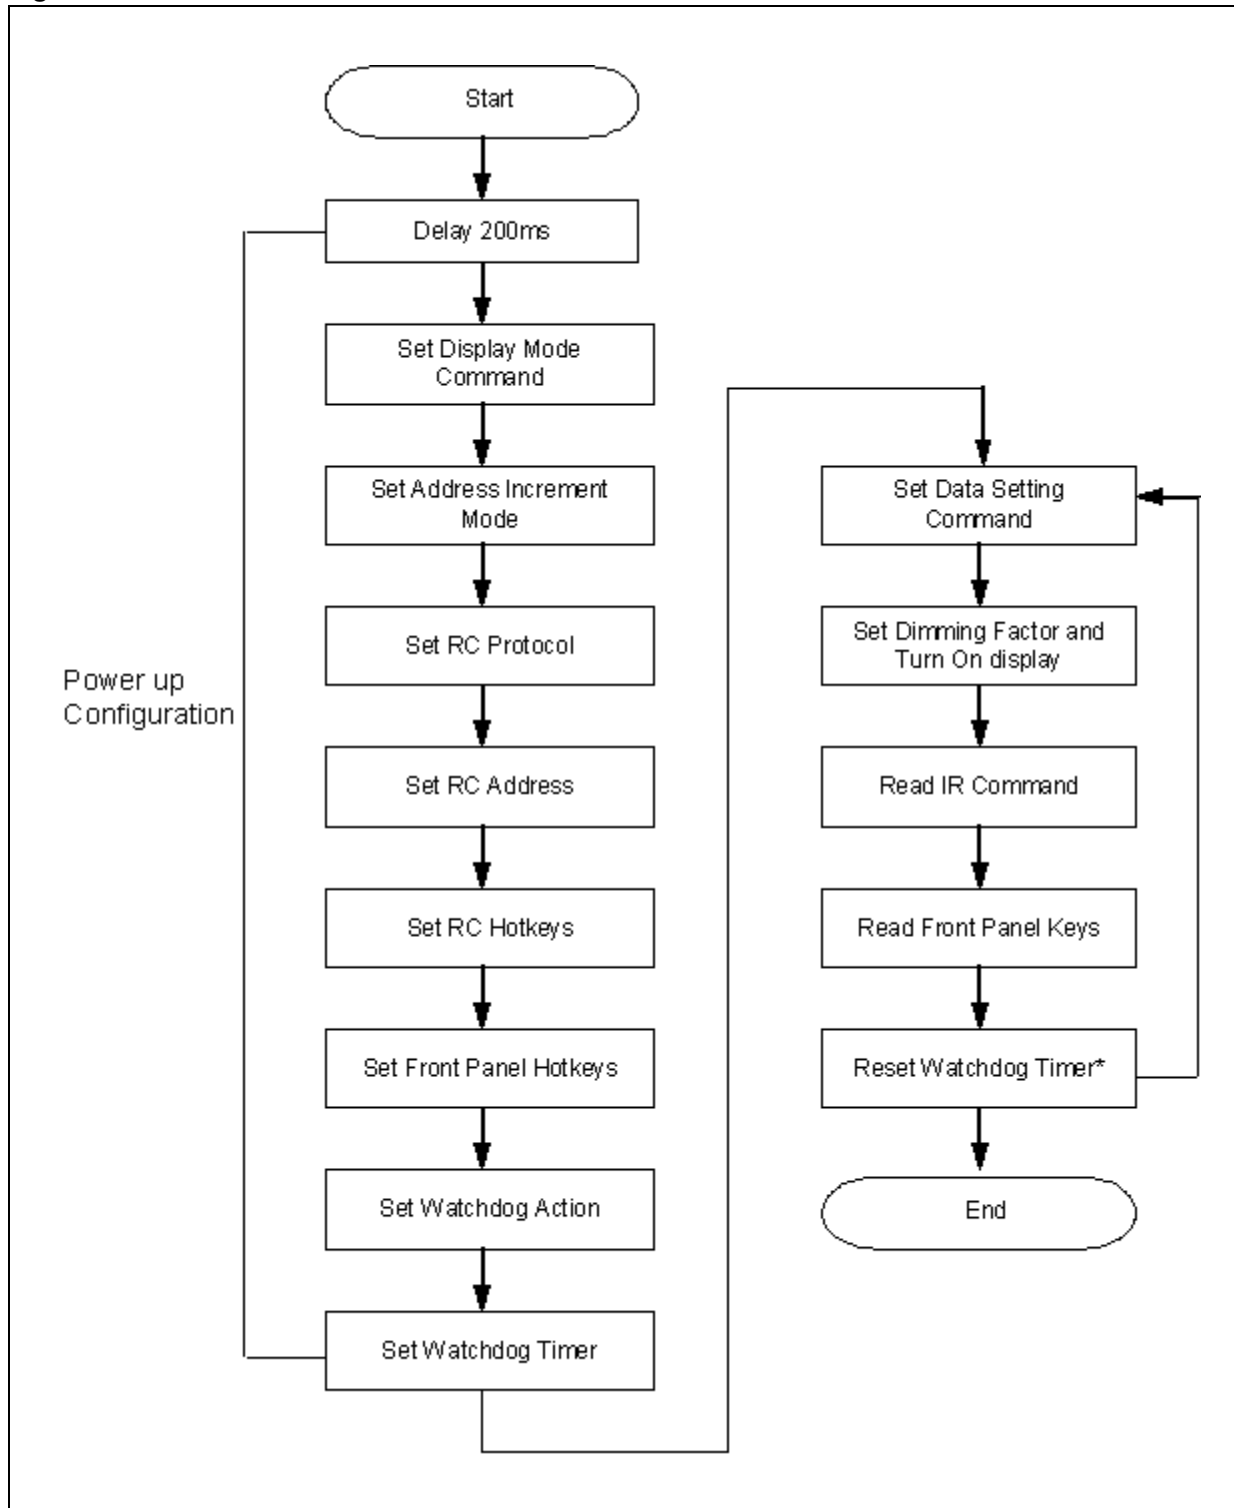 Start
Delay 200ms
Set Display Mode
Command
Set Address Increment
Mode
Set RC Protocol
Power up
Configuration
Set RC Address
Set RC Hotkeys
Set Front Panel Hotkeys
Set Watchdog Action
Set Watchdog Timer
Set Data Setting
Command
Set Dimming Factor and
Turn On display
Read IR Command
Read Front Panel Keys
Reset Watchdog Timer*
End